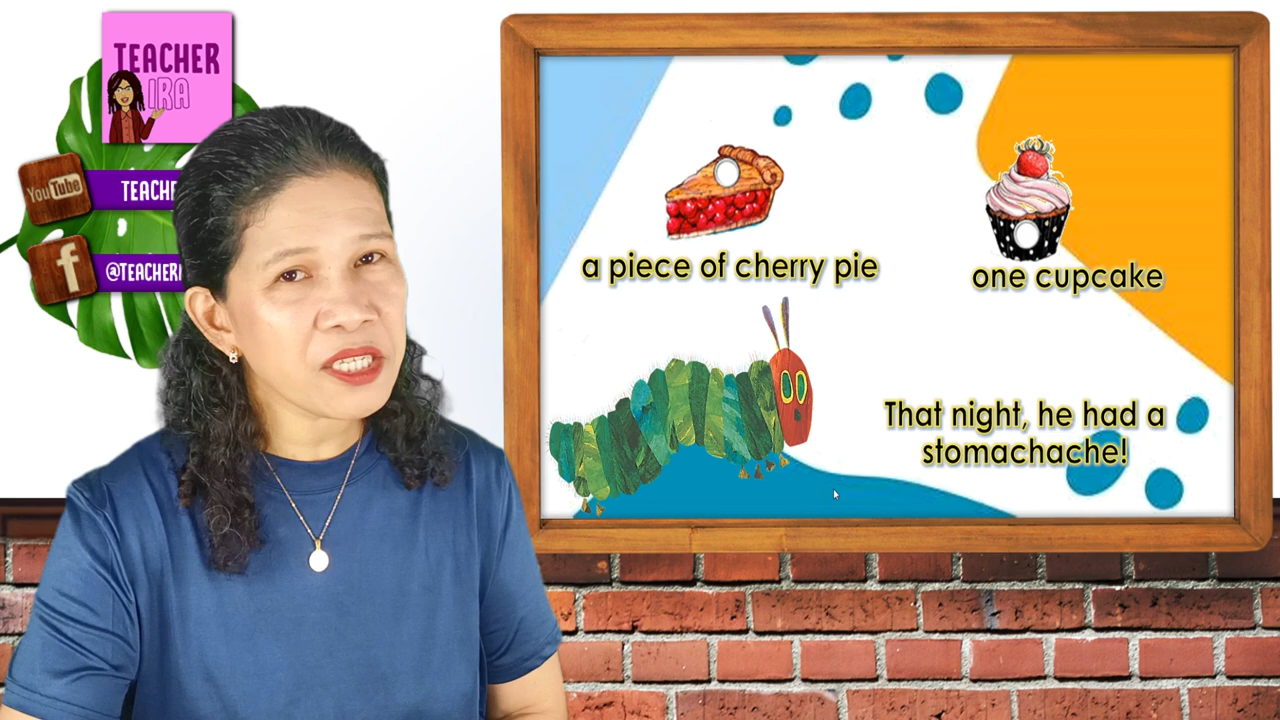 TEACHER
IRA
YouTube
TEACHE
f
@TEACHERI
a piece of cherry pie
one cupcake
That night, he had a
stomachache!